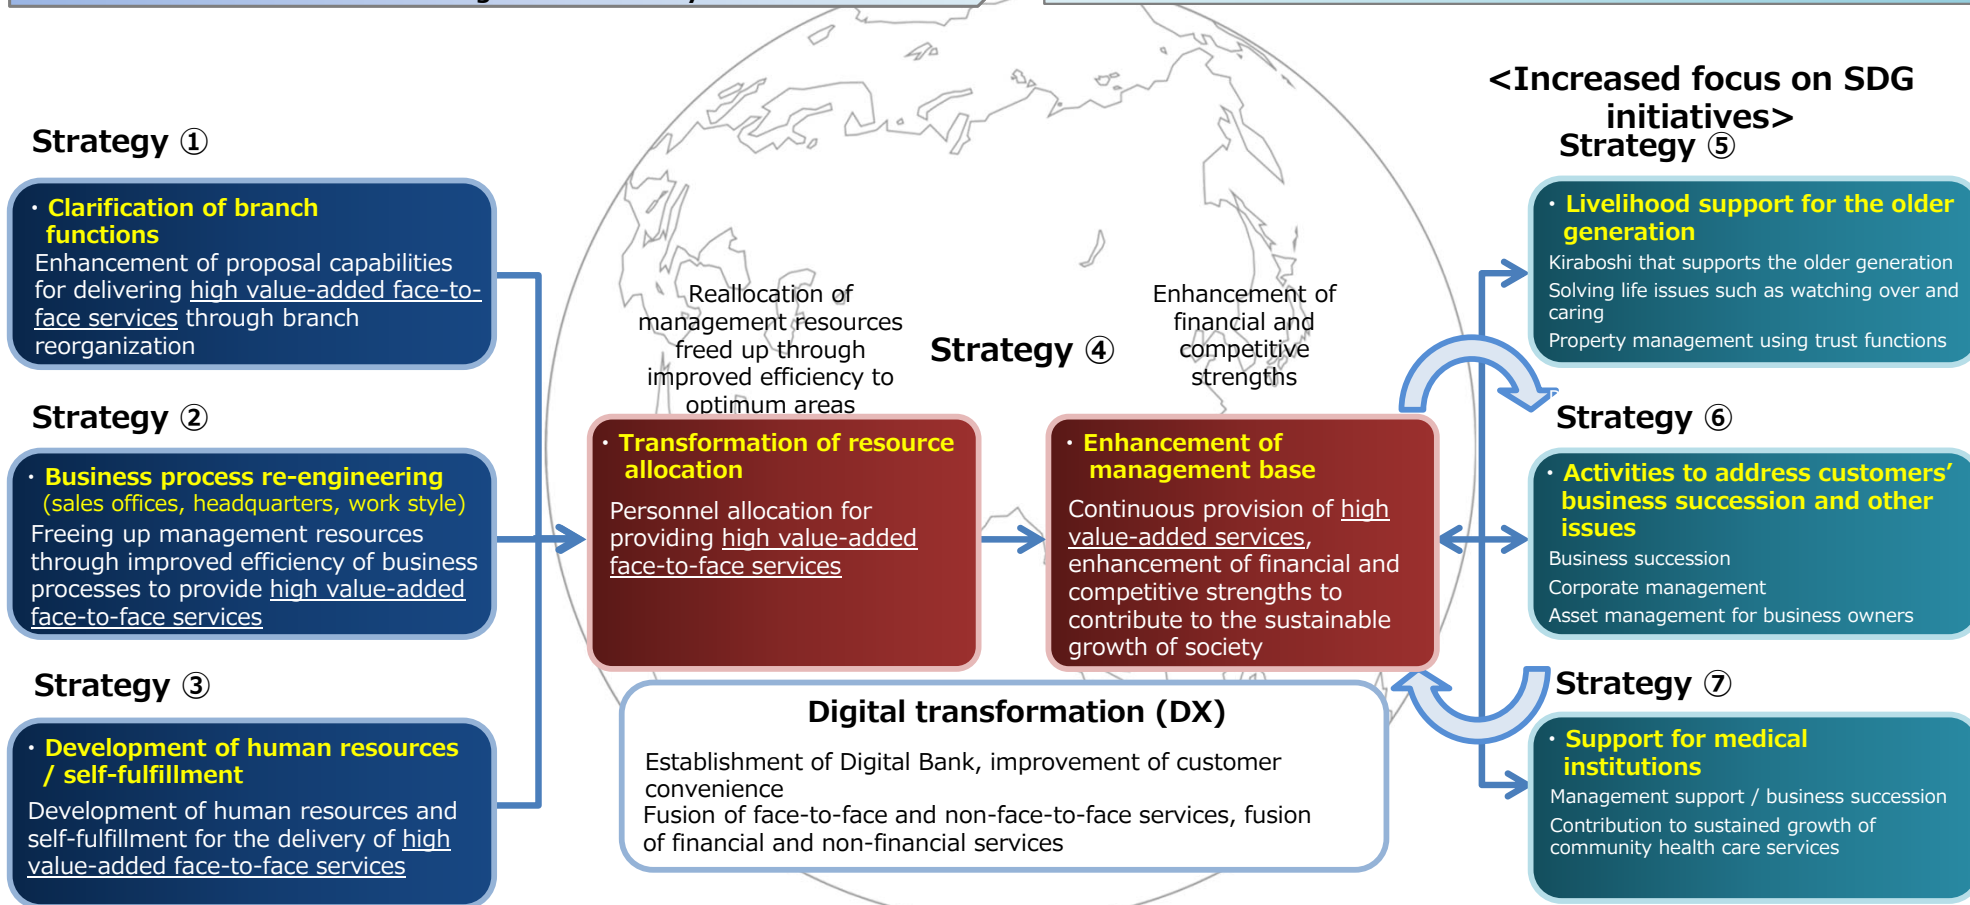 <Increased focus on SDG
initiatives>
Strategy ①
・Clarification of branch
functions
Enhancement of proposal capabilities
for delivering high value-added face-to-
face services through branch
reorganization
Strategy ②
・Business process re-engineering
(sales offices, headquarters, work style)
Freeing up management resources
through improved efficiency of business
processes to provide high value-added
face-to-face services
Strategy ③
・Development of human resources
/ self-fulfillment
Development of human resources and
self-fulfillment for the delivery of high
value-added face-to-face services
Reallocation of
management resources
freed up through
improved efficiency to
optimum areas
Strategy ④
Enhancement of
financial and
competitive
strengths
・Transformation of resource
allocation
Personnel allocation for
providing high value-added
face-to-face services
・Enhancement of
management base
Continuous provision of high
value-added services,
enhancement of financial and
competitive strengths to
contribute to the sustainable
growth of society
Digital transformation (DX)
Establishment of Digital Bank, improvement of customer
convenience
Fusion of face-to-face and non-face-to-face services, fusion
of financial and non-financial services
Strategy ⑤
・Livelihood support for the older
generation
Kiraboshi that supports the older generation
Solving life issues such as watching over and
caring
Property management using trust functions
Strategy ⑥
・Activities to address customers’
business succession and other
issues
Business succession
Corporate management
Asset management for business owners
Strategy ⑦
・Support for medical
institutions
Management support / business succession
Contribution to sustained growth of
community health care services